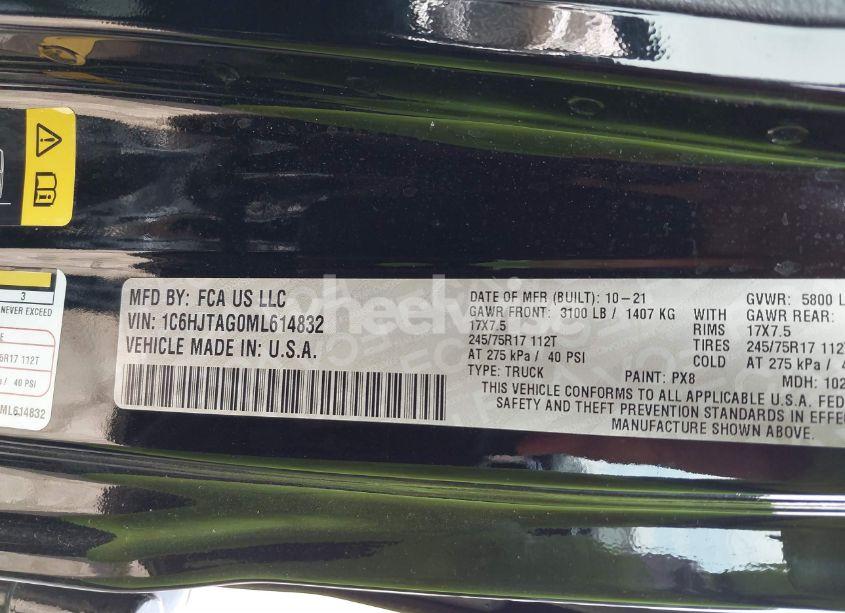 3
NEVER EXCEED
5R17 112T
/ 40 PSI
0ML614832
MFD BY: FCA US LLC
VIN: 1C6HJTAG0ML614832
VEHICLE MADE IN: U.S.A.
DATE OF MFR (BUILT): 10-21
GAWR FRONT: 3100 LB / 1407 KG
17X7.5
245/75R17 112T
AT 275 kPa / 40 PSI
TYPE: TRUCK
PAINT: PX8
WITH
RIMS
TIRES
COLD
GVWR: 5800 L
GAWR REAR:
17X7.5
245/75R17 112T
AT 275 kPa /
MDH: 102
THIS VEHICLE CONFORMS TO ALL APPLICABLE U.S.A. FED
SAFETY AND THEFT PREVENTION STANDARDS IN EFFEC
MANUFACTURE SHOWN ABOVE.
wheelwise